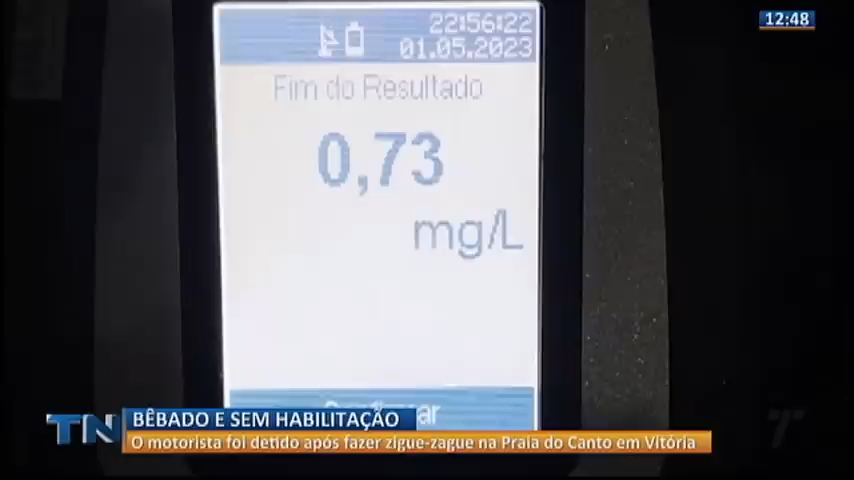 22:56:22
12:48
01.05.2023
Fim do Resultado
0,73
mg/L
TN
BÊBADO E SEM HABILITAÇÃO
O motorista foi detido após fazer zigue-zague na Praia do Canto em Vitória